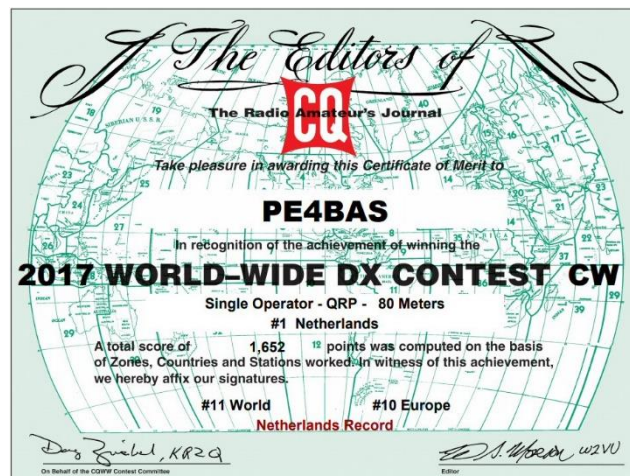 The Editors of
CQ
The Radio Amateur's Journal
Take pleasure in awarding this Certificate of Merit to
PE4BAS
In recognition of the achievement of winning the
2017 WORLD–WIDE DX CONTEST CW
Single Operator - QRP - 80 Meters
#1 Netherlands
A total score of 1,652 points was computed on the basis
of Zones, Countries and Stations worked. In witness of this achievement,
we hereby affix our signatures.
#11 World #10 Europe
Netherlands Record
KR2Q
W2VU
On Behalf of the CQWW Contest Committee
Editor